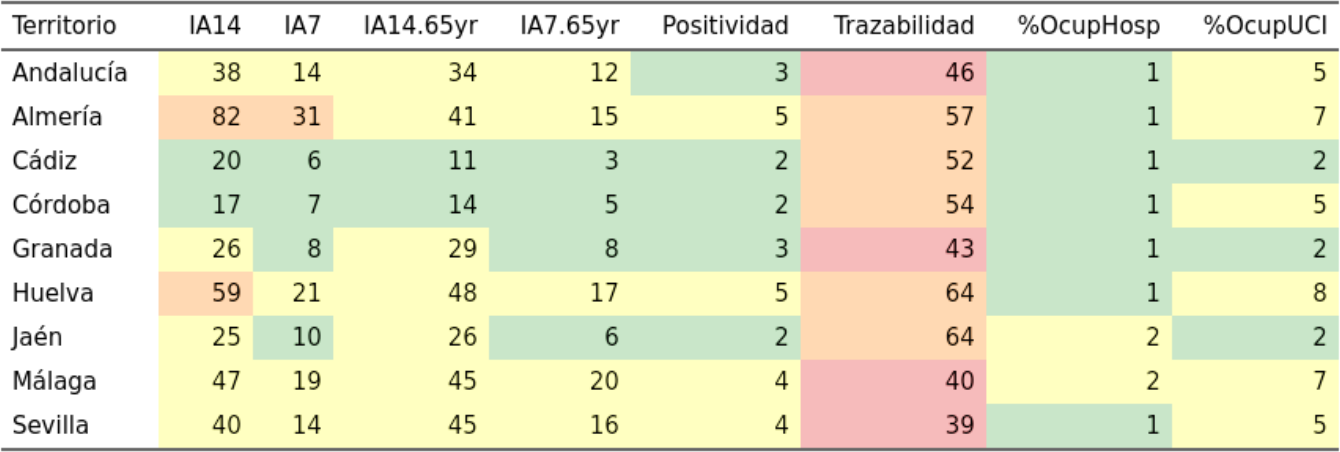 Territorio IA14 IA7 IA14.65yr IA7.65yr Positividad Trazabilidad %OcupHosp %OcupUCI
Andalucía 38 14 34 12 3 46 1 5
Almería 82 31 41 15 5 57 1 7
Cádiz 20 6 11 3 2 52 1 2
Córdoba 17 7 14 5 2 54 1 5
Granada 26 8 29 8 3 43 1 2
Huelva 59 21 48 17 5 64 1 8
Jaén 25 10 26 6 2 64 2 2
Málaga 47 19 45 20 4 40 2 7
Sevilla 40 14 45 16 4 39 1 5